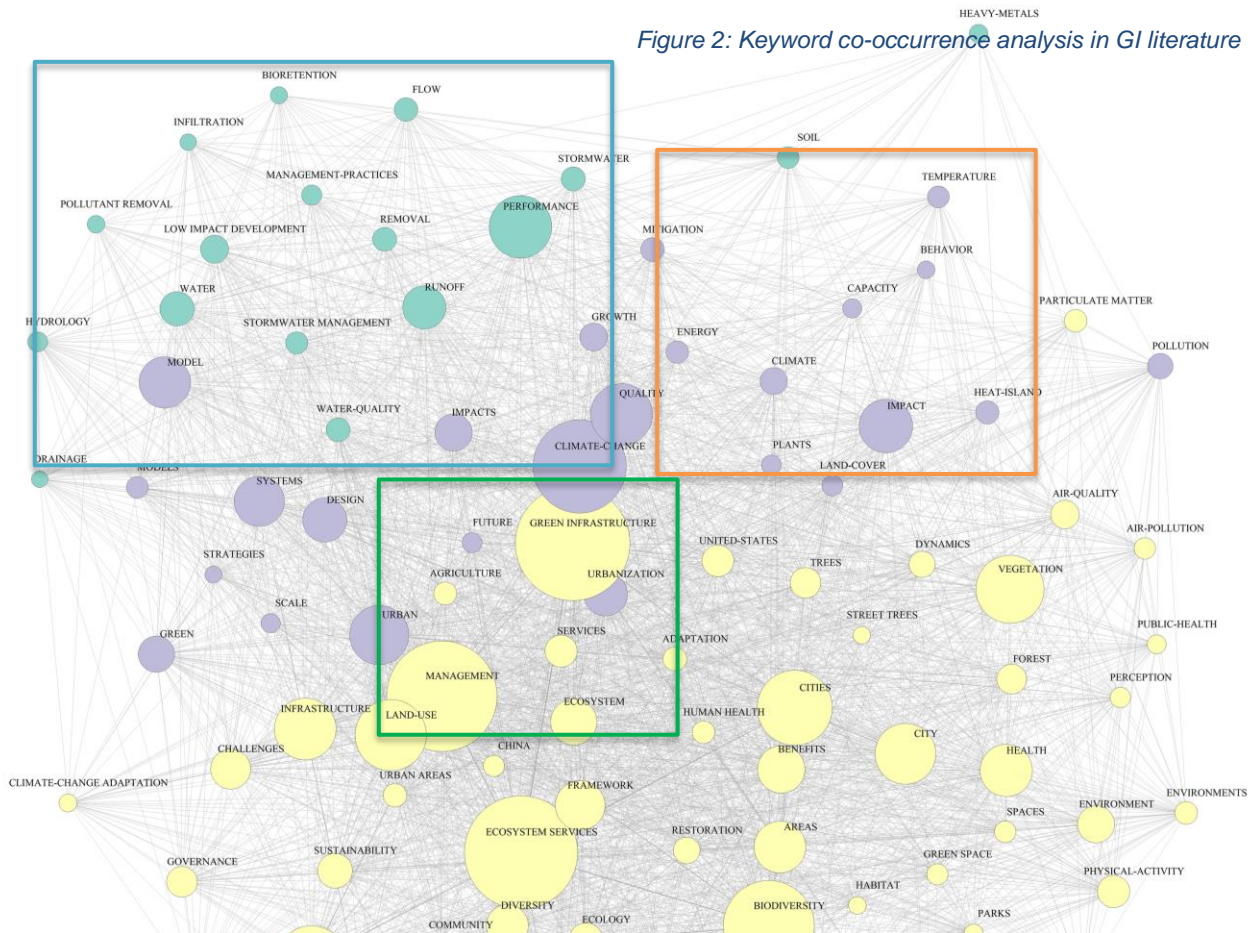 HEAVY-METALS
Figure 2: Keyword co-occurrence analysis in GI literature
BIORETENTION
FLOW
INFILTRATION
SOIL
STORMWATER
MANAGEMENT-PRACTICES
TEMPERATURE
POLLUTANT REMOVAL
PERFORMANCE
REMOVAL
LOW IMPACT DEVELOPMENT
MITIGATION
BEHAVIOR
WATER
RUNOFF
CAPACITY
PARTICULATE MATTER
HYDROLOGY
STORMWATER MANAGEMENT
GROWTH
ENERGY
POLLUTION
MODEL
CLIMATE
QUALITY
HEAT-ISLAND
WATER-QUALITY
IMPACTS
IMPACT
CLIMATE-CHANGE
PLANTS
DRAINAGE
MODELS
LAND-COVER
SYSTEMS
AIR-QUALITY
DESIGN
FUTURE
GREEN INFRASTRUCTURE
AIR-POLLUTION
UNITED-STATES
DYNAMICS
STRATEGIES
TREES
VEGETATION
AGRICULTURE
URBANIZATION
SCALE
URBAN
STREET TREES
PUBLIC-HEALTH
GREEN
SERVICES
ADAPTATION
FOREST
PERCEPTION
MANAGEMENT
CITIES
ECOSYSTEM
INFRASTRUCTURE
LAND-USE
HUMAN HEALTH
CITY
CHALLENGES
CHINA
BENEFITS
HEALTH
URBAN AREAS
CLIMATE-CHANGE ADAPTATION
FRAMEWORK
ENVIRONMENTS
SPACES
ENVIRONMENT
ECOSYSTEM SERVICES
RESTORATION
AREAS
SUSTAINABILITY
GREEN SPACE
GOVERNANCE
PHYSICAL-ACTIVITY
HABITAT
DIVERSITY
BIODIVERSITY
PARKS
COMMUNITY
ECOLOGY